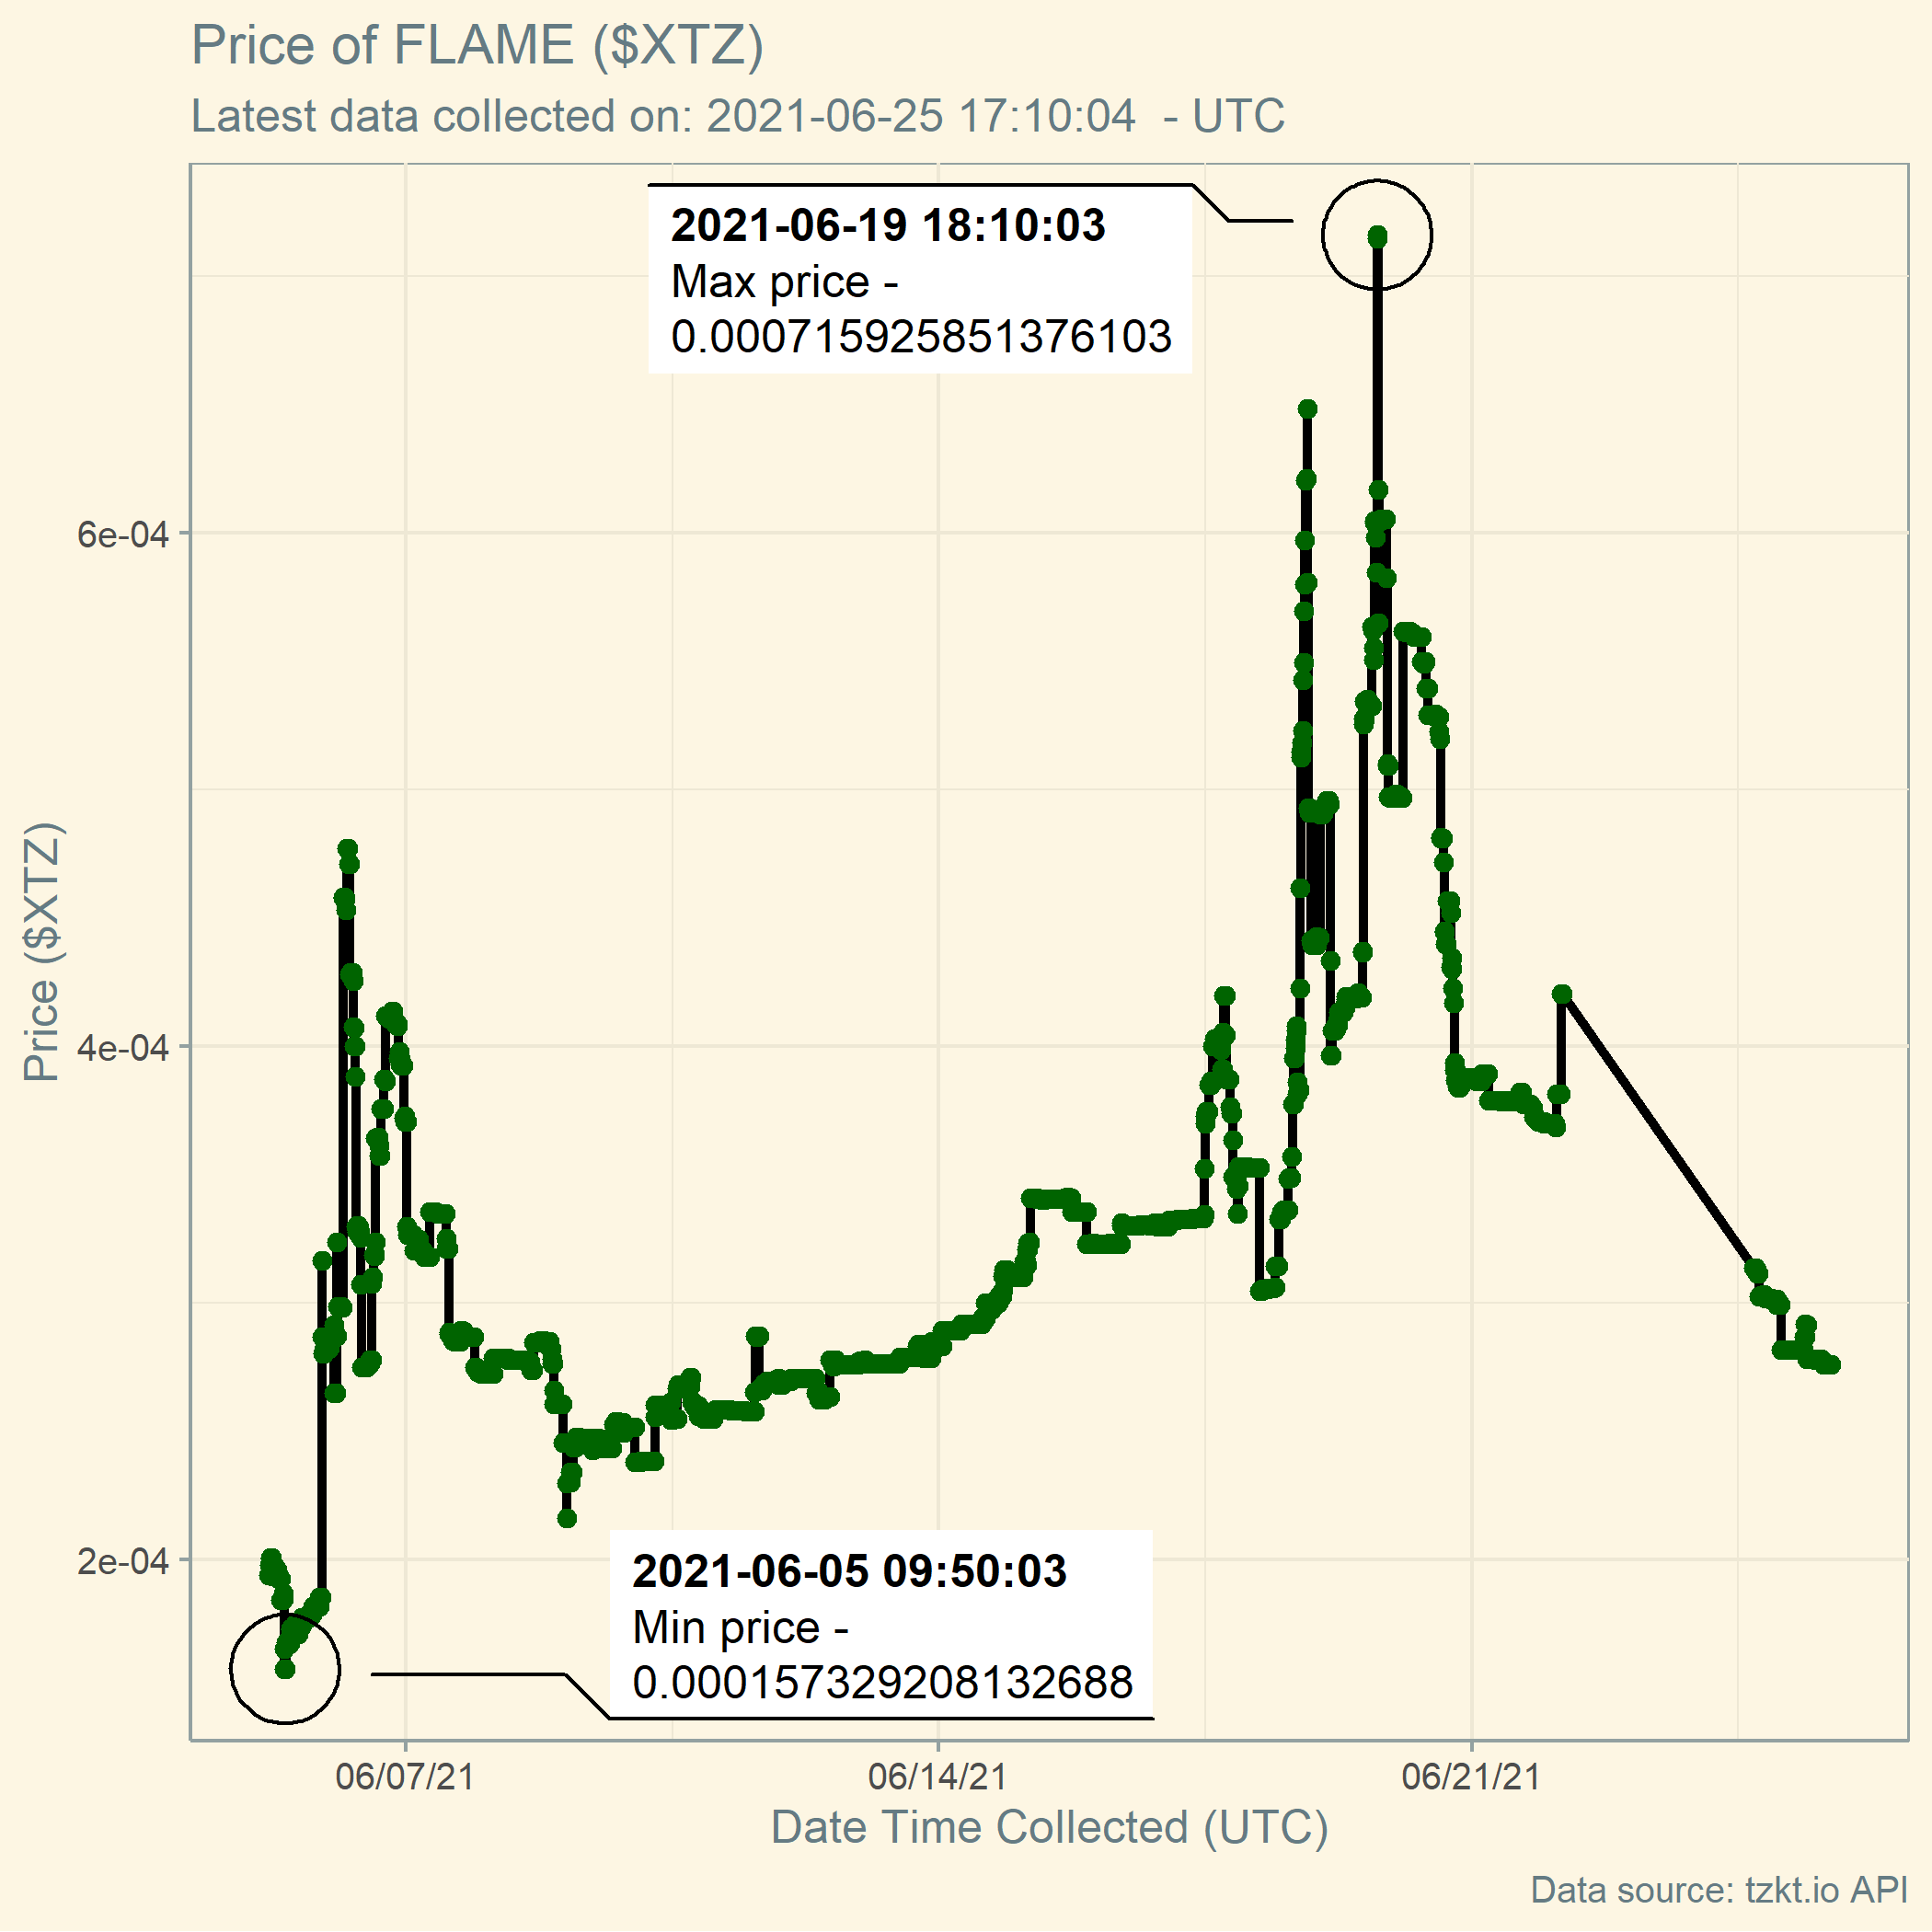 Price of FLAME ($XTZ)
Latest data collected on: 2021-06-25 17:10:04  - UTC
2021-06-19 18:10:03
Max price -
0.000715925851376103
6e-04
4e-04
2e-04
Price ($XTZ)
2021-06-05 09:50:03
Min price -
0.000157329208132688
06/07/21
06/14/21
06/21/21
Date Time Collected (UTC)
Data source: tzkt.io API